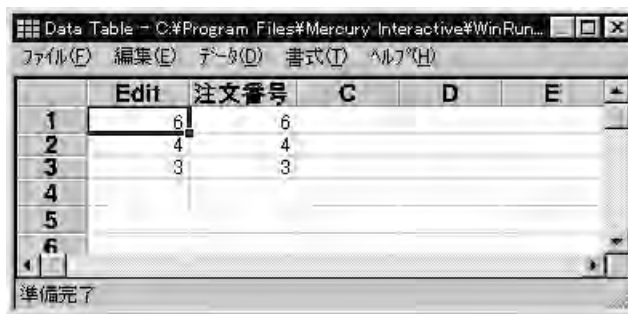 Data Table - C:¥Program Files¥Mercury Interactive¥WinRun...
ファイル(F) 編集(E) データ(D) 書式(T) ヘルプ(H)
Edit 注文番号 C D E
1 6 6
2 4 4
3 3 3
4
5
6
準備完了